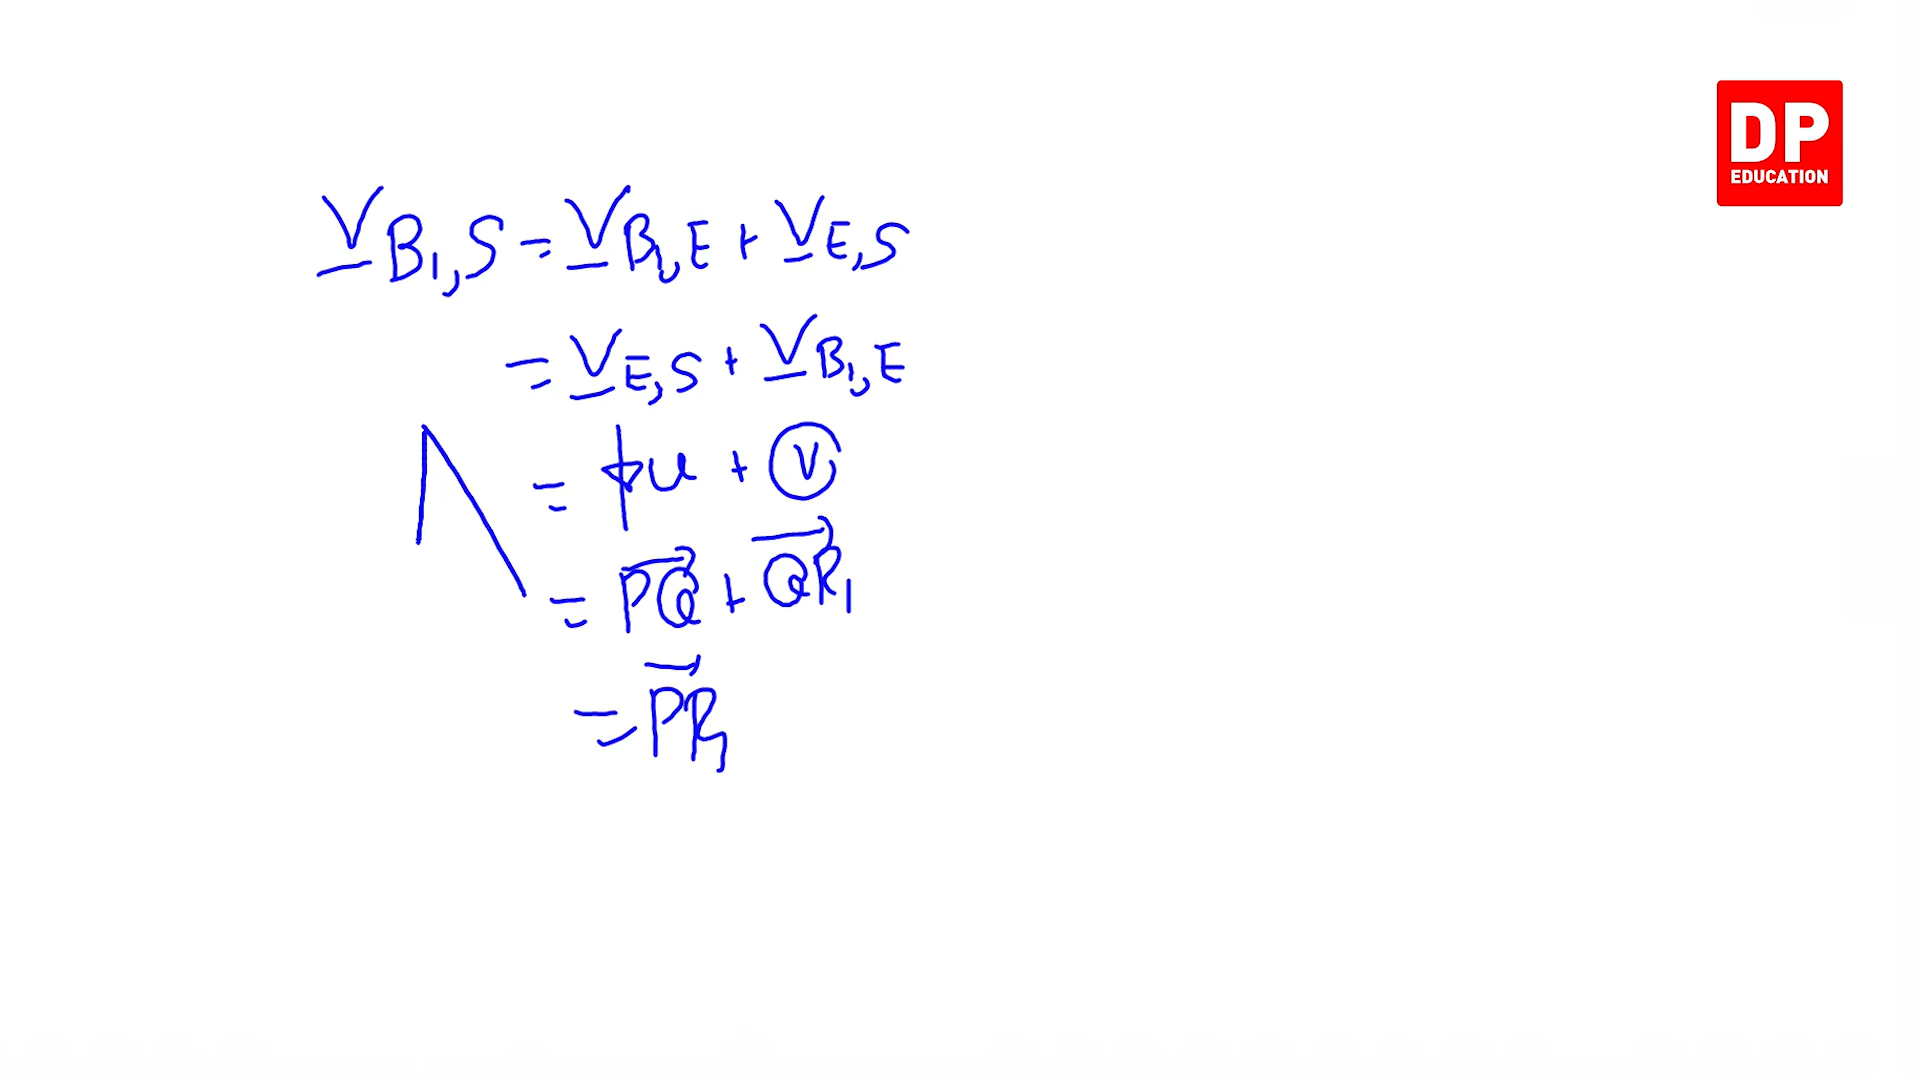 DP
EDUCATION
V B₁,S = V B₁,E + V E,S
= V E,S + V B₁,E
= ↓u + Ⓥ
= PQ⃗ + QR₁⃗
= PR₁⃗